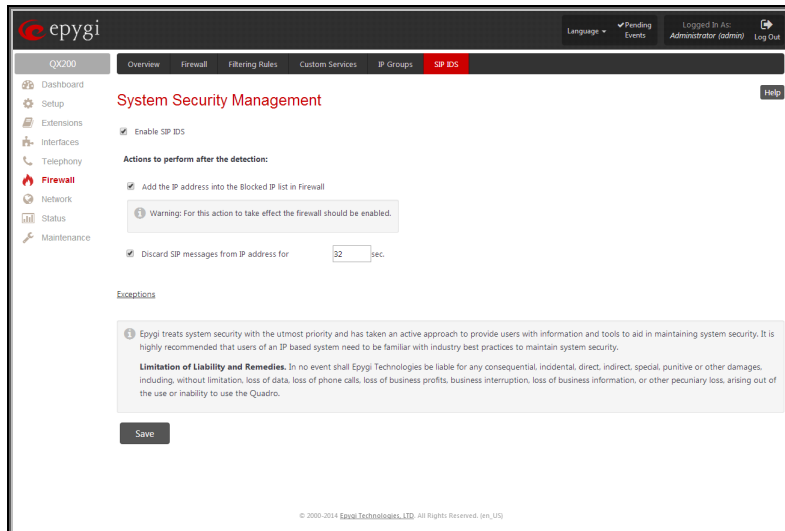 epygi
Language
Pending Events
Logged In As:
Administrator (admin)
Log Out
QX200
Overview
Firewall
Filtering Rules
Custom Services
IP Groups
SIP IDS
Dashboard
Setup
Extensions
Interfaces
Telephony
Firewall
Network
Status
Maintenance
System Security Management
Help
Enable SIP IDS
Actions to perform after the detection:
Add the IP address into the Blocked IP list in Firewall
Warning: For this action to take effect the firewall should be enabled.
Discard SIP messages from IP address for 32 sec.
Exceptions
Epygi treats system security with the utmost priority and has taken an active approach to provide users with information and tools to aid in maintaining system security. It is
highly recommended that users of an IP based system need to be familiar with industry best practices to maintain system security.
Limitation of Liability and Remedies. In no event shall Epygi Technologies be liable for any consequential, incidental, direct, indirect, special, punitive or other damages,
including, without limitation, loss of data, loss of phone calls, loss of business profits, business interruption, loss of business information, or other pecuniary loss, arising out of
the use or inability to use the Quadro.
Save
© 2000-2014 Epygi Technologies, LTD. All Rights Reserved. (en_US)